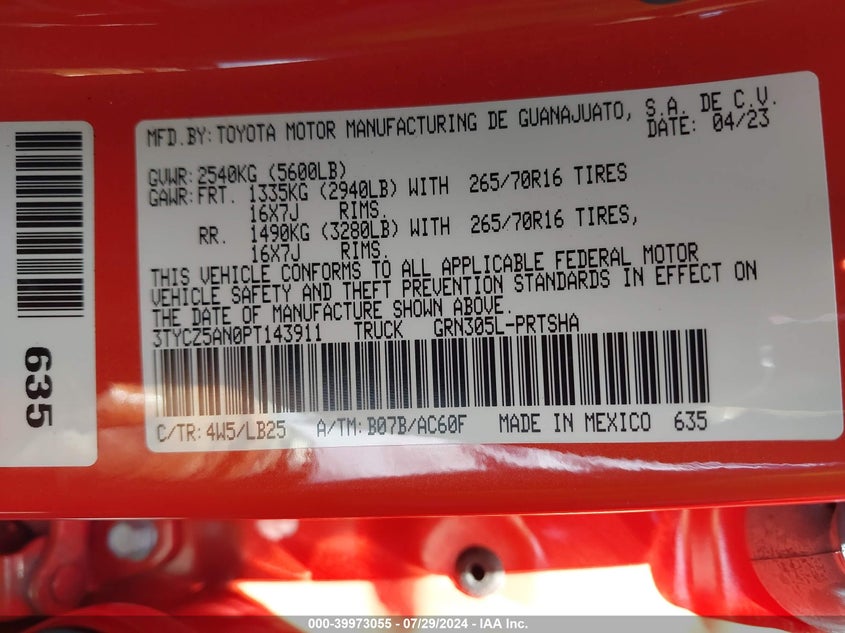 MFD.BY: TOYOTA MOTOR MANUFACTURING DE GUANAJUATO, S.A. DE C.V.
DATE: 04/23
GVWR: 2540KG (5600LB)
GAWR: FRT. 1335KG (2940LB) WITH 265/70R16 TIRES
16X7J RIMS.
RR. 1490KG (3280LB) WITH 265/70R16 TIRES,
16X7J RIMS.
THIS VEHICLE CONFORMS TO ALL APPLICABLE FEDERAL MOTOR
VEHICLE SAFETY AND THEFT PREVENTION STANDARDS IN EFFECT ON
THE DATE OF MANUFACTURE SHOWN ABOVE.
3TYCZ5AN0PT143911 TRUCK GRN305L-PRTSHA
C/TR: 4W5/LB25 A/TM: B07B/AC60F MADE IN MEXICO 635
635
000-39973055 / 07/29/2024 - IAA Inc.